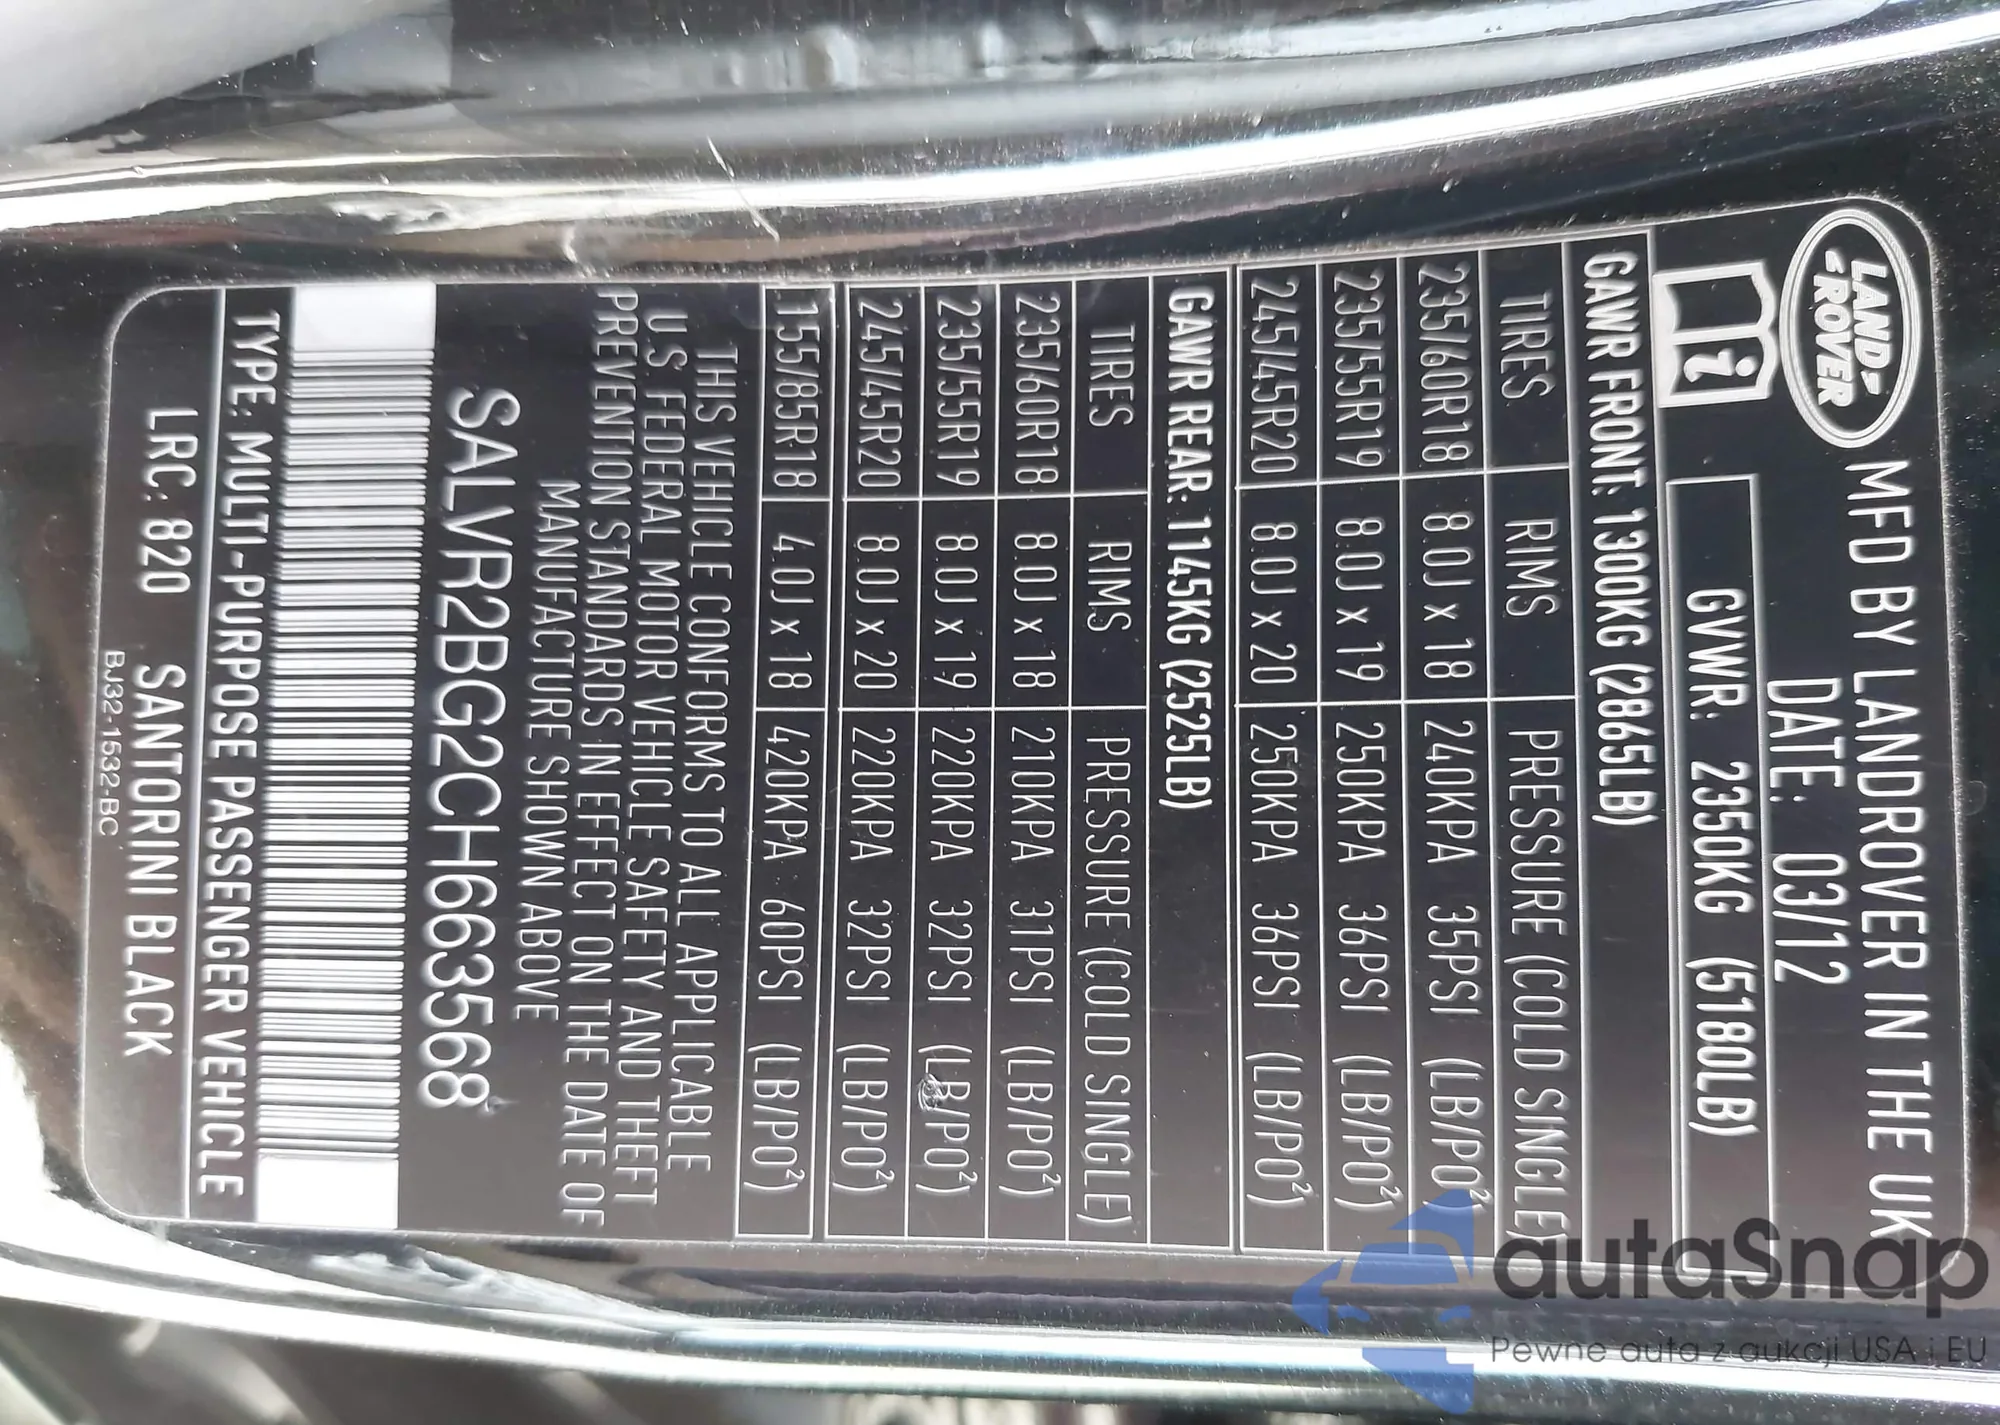 LAND-
-ROVER
MFD BY LANDROVER IN THE UK
DATE: 03/12
i
GVWR: 2350KG (5180LB)
GAWR FRONT: 1300KG (2865LB)
TIRES RIMS PRESSURE (COLD SINGLE)
235/60R18 8.0J x 18 240KPA 35PSI (LB/PO²)
235/55R19 8.0J x 19 250KPA 36PSI (LB/PO²)
245/45R20 8.0J x 20 250KPA 36PSI (LB/PO²)
GAWR REAR: 1145KG (2525LB)
TIRES RIMS PRESSURE (COLD SINGLE)
235/60R18 8.0J x 18 210KPA 31PSI (LB/PO²)
235/55R19 8.0J x 19 220KPA 32PSI (LB/PO²)
245/45R20 8.0J x 20 220KPA 32PSI (LB/PO²)
155/85R18 4.0J x 18 420KPA 60PSI (LB/PO²)
THIS VEHICLE CONFORMS TO ALL APPLICABLE
U.S FEDERAL MOTOR VEHICLE SAFETY AND THEFT
PREVENTION STANDARDS IN EFFECT ON THE DATE OF
MANUFACTURE SHOWN ABOVE
SALVR2BG2CH663568
TYPE: MULTI-PURPOSE PASSENGER VEHICLE
LRC: 820 SANTORINI BLACK
BJ32-1532-BC
autaSnap
Pewne auta z aukcji USA i EU